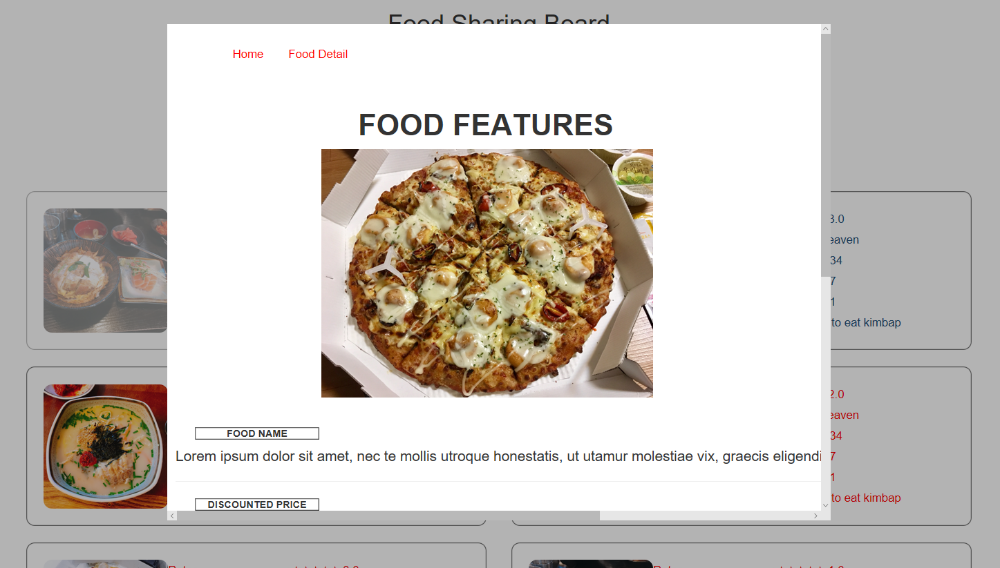 Food Sharing Board
Home
Food Detail
FOOD FEATURES
FOOD NAME
Lorem ipsum dolor sit amet, nec te mollis utroque honestatis, ut utamur molestiae vix, graecis eligendi
DISCOUNTED PRICE
3.0
eaven
34
7
1
to eat kimbap
2.0
eaven
34
7
1
to eat kimbap